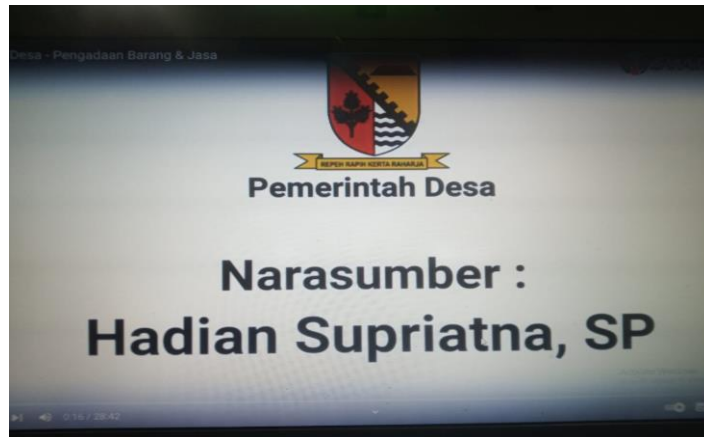 Desa - Pengadaan Barang & Jasa
REPEH RAPIH KERTA RAHARJA
Pemerintah Desa
Narasumber :
Hadian Supriatna, SP
0:16 / 28:42